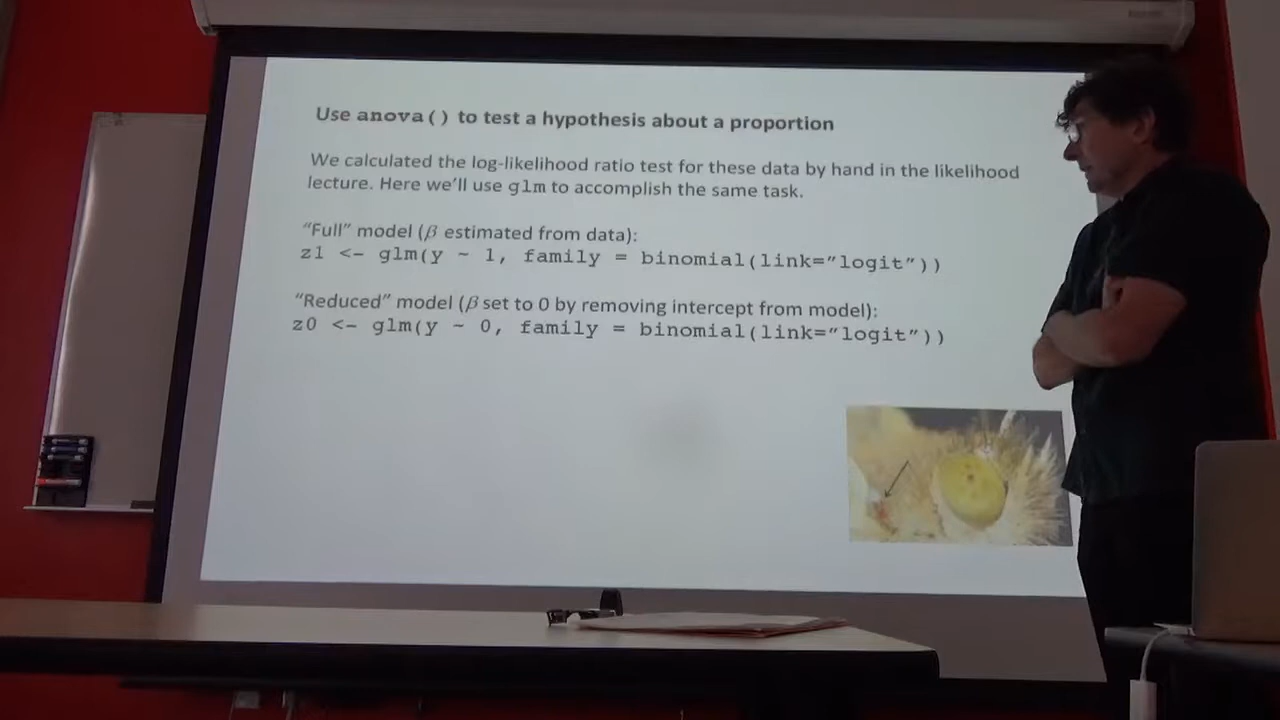 Use anova() to test a hypothesis about a proportion
We calculated the log-likelihood ratio test for these data by hand in the likelihood
lecture. Here we’ll use glm to accomplish the same task.
“Full” model (β estimated from data):
z1 <- glm(y ~ 1, family = binomial(link=”logit”))
“Reduced” model (β set to 0 by removing intercept from model):
z0 <- glm(y ~ 0, family = binomial(link=”logit”))